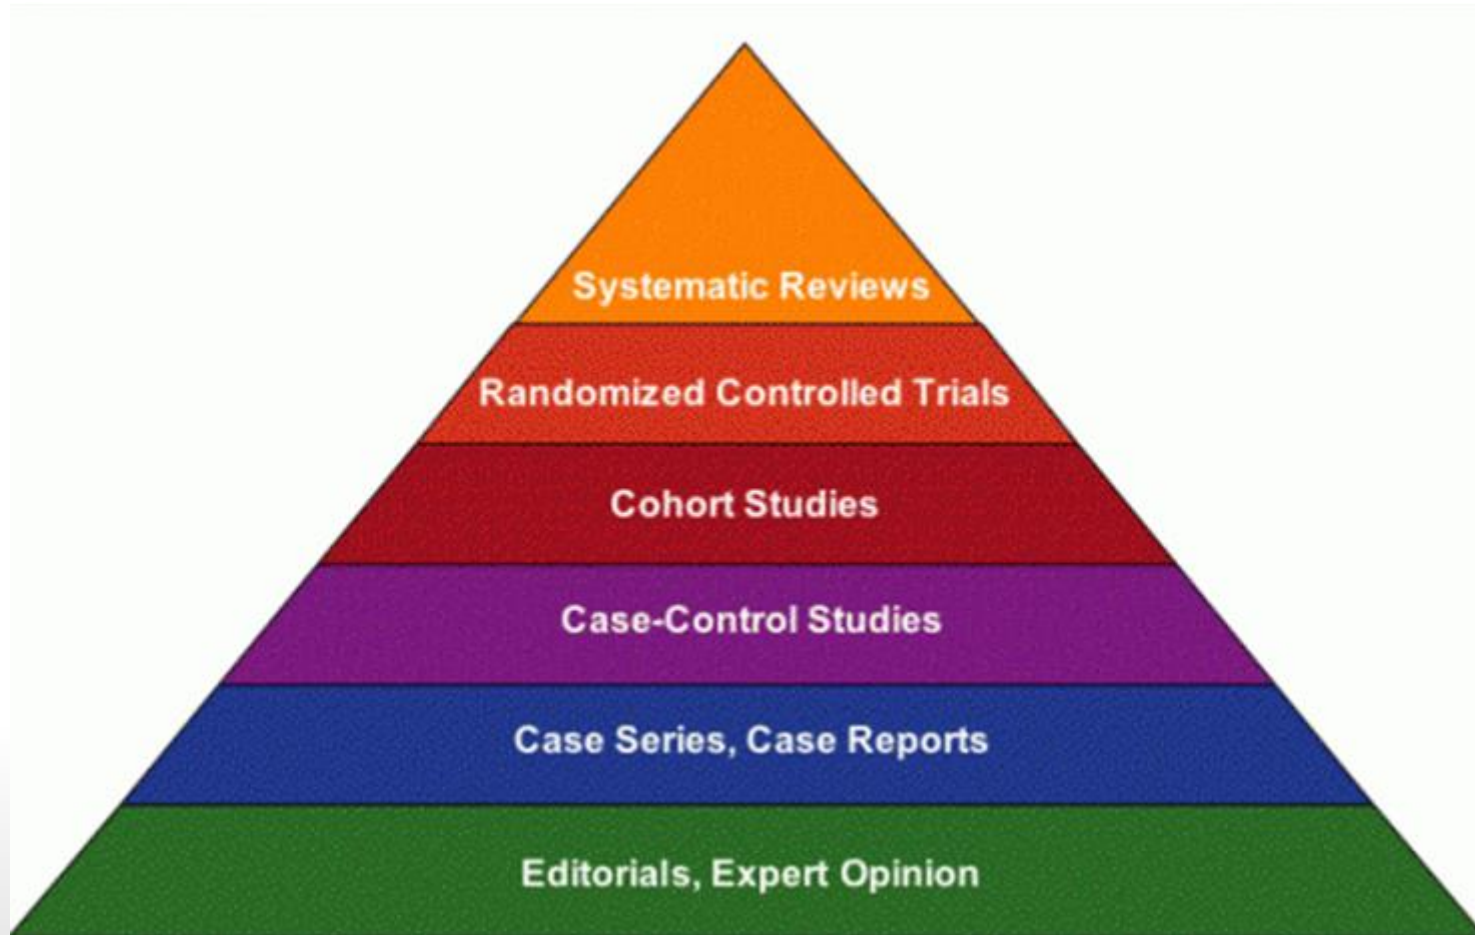 Systematic Reviews
Randomized Controlled Trials
Cohort Studies
Case-Control Studies
Case Series, Case Reports
Editorials, Expert Opinion